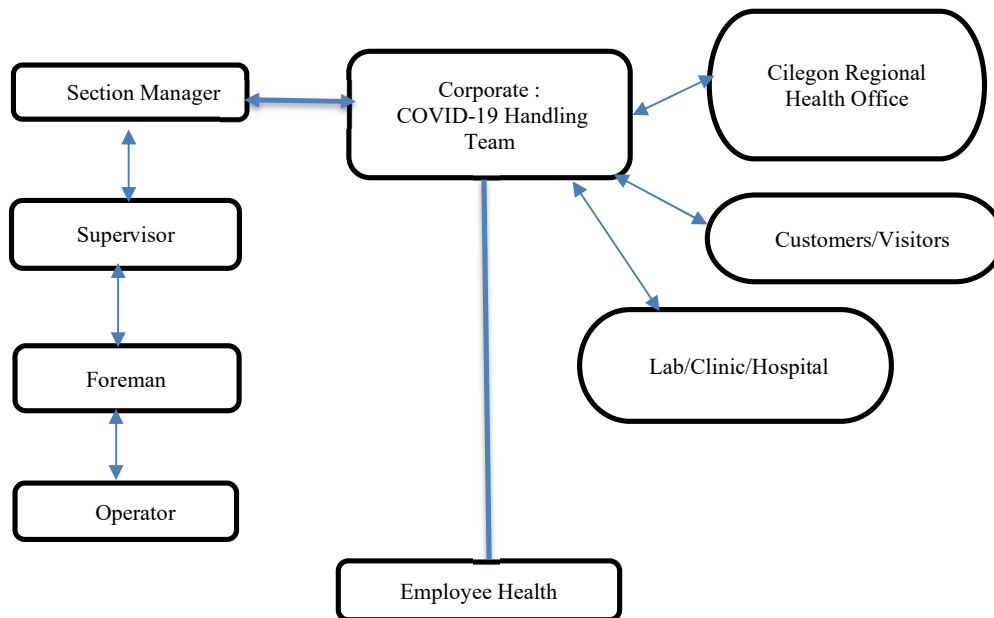 Section Manager
Corporate :
COVID-19 Handling
Team
Cilegon Regional
Health Office
Supervisor
Customers/Visitors
Foreman
Lab/Clinic/Hospital
Operator
Employee Health